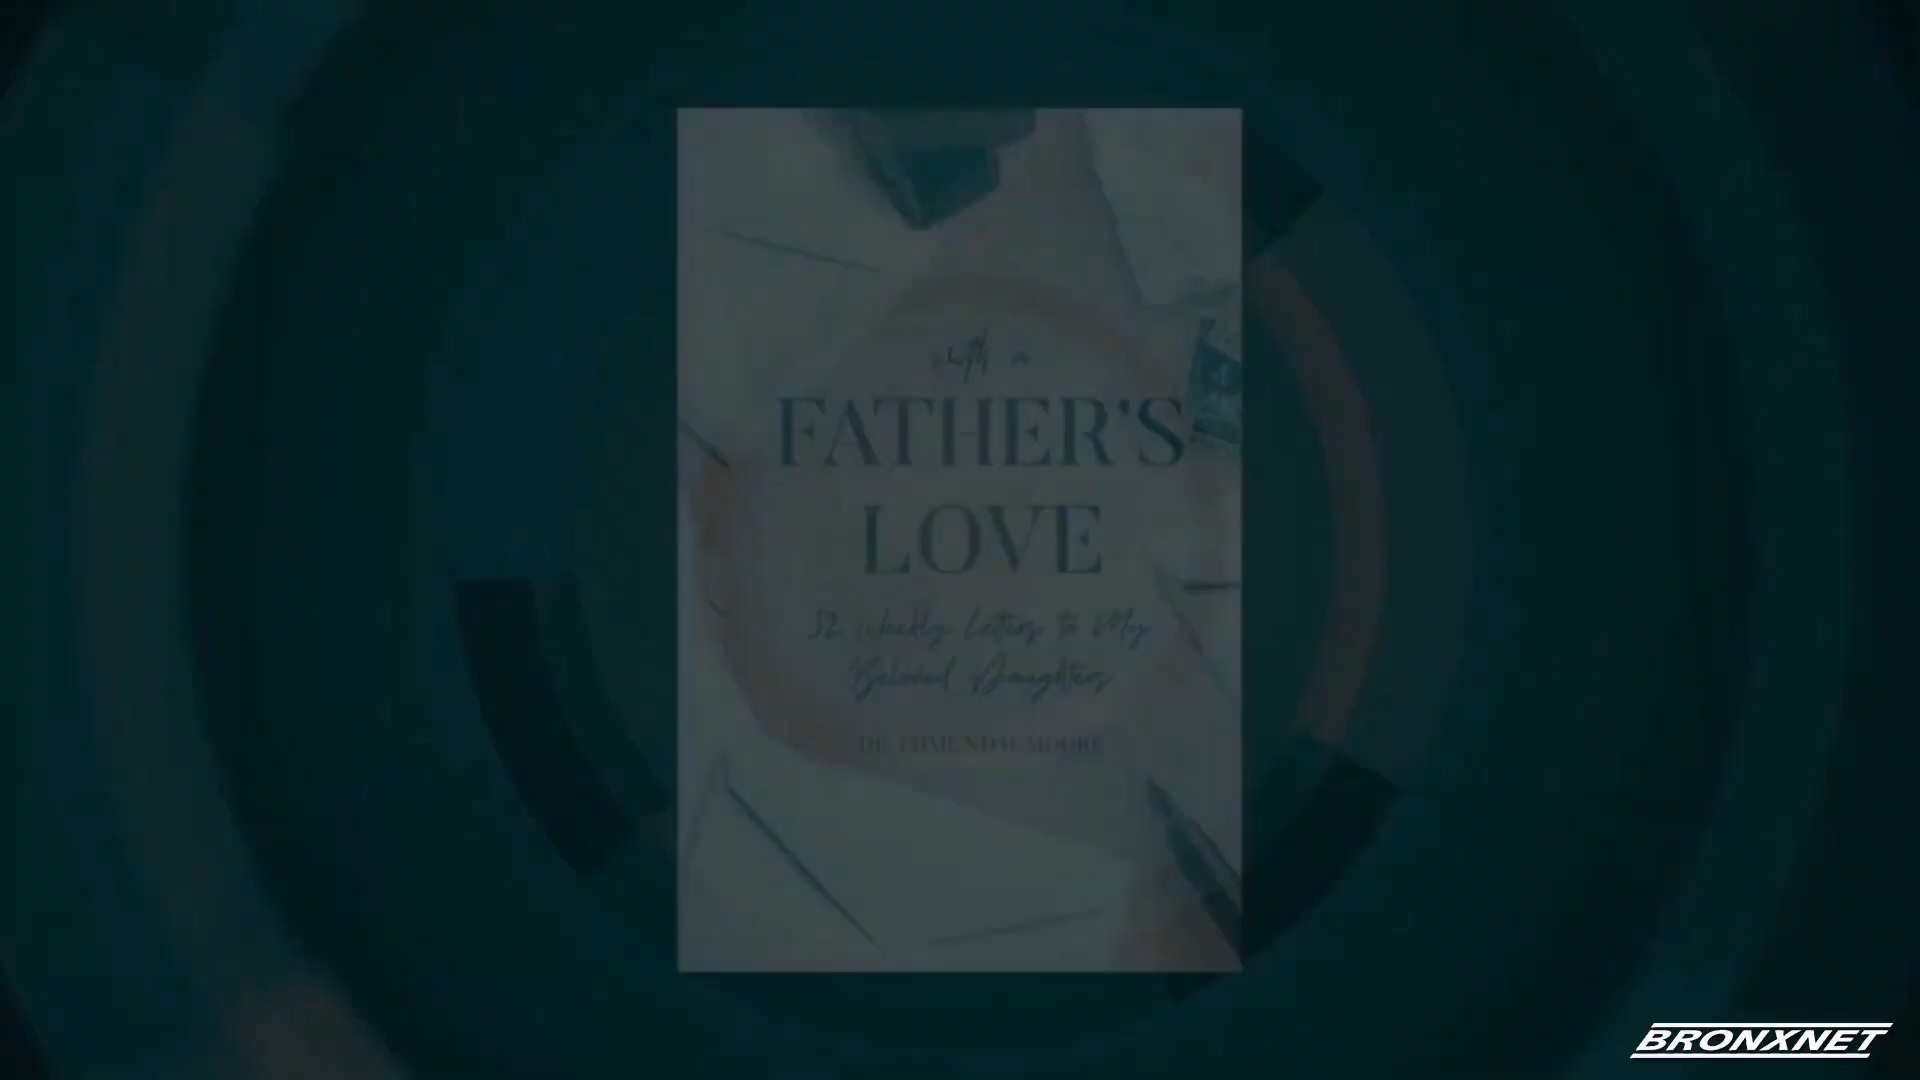 with a
FATHER'S
LOVE
52 Weekly Letters to My
Beloved Daughters
BRONXNET